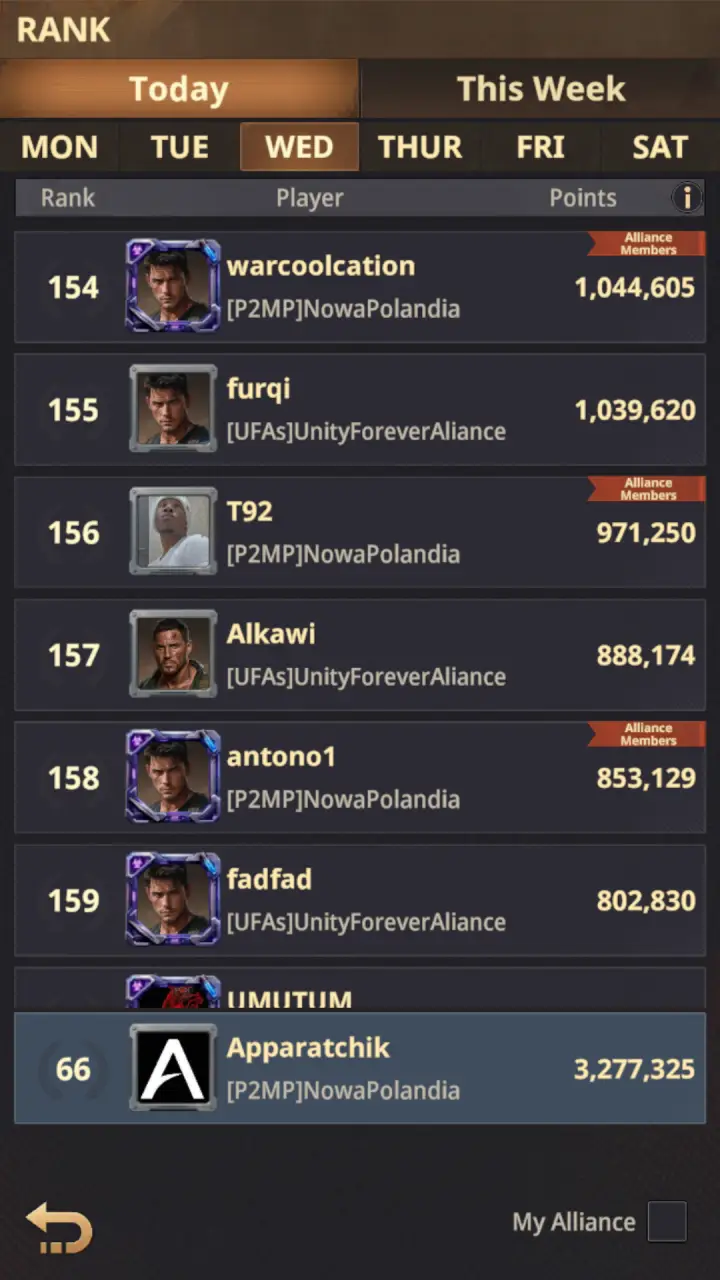 RANK
Today
This Week
MON
TUE
WED
THUR
FRI
SAT
Rank
Player
Points
i
Alliance
Members
154
warcoolcation
[P2MP]NowaPolandia
1,044,605
155
furqi
[UFAs]UnityForeverAliance
1,039,620
Alliance
Members
156
T92
[P2MP]NowaPolandia
971,250
157
Alkawi
[UFAs]UnityForeverAliance
888,174
Alliance
Members
158
antono1
[P2MP]NowaPolandia
853,129
159
fadfad
[UFAs]UnityForeverAliance
802,830
UMUTUM
66
Apparatchik
[P2MP]NowaPolandia
3,277,325
My Alliance